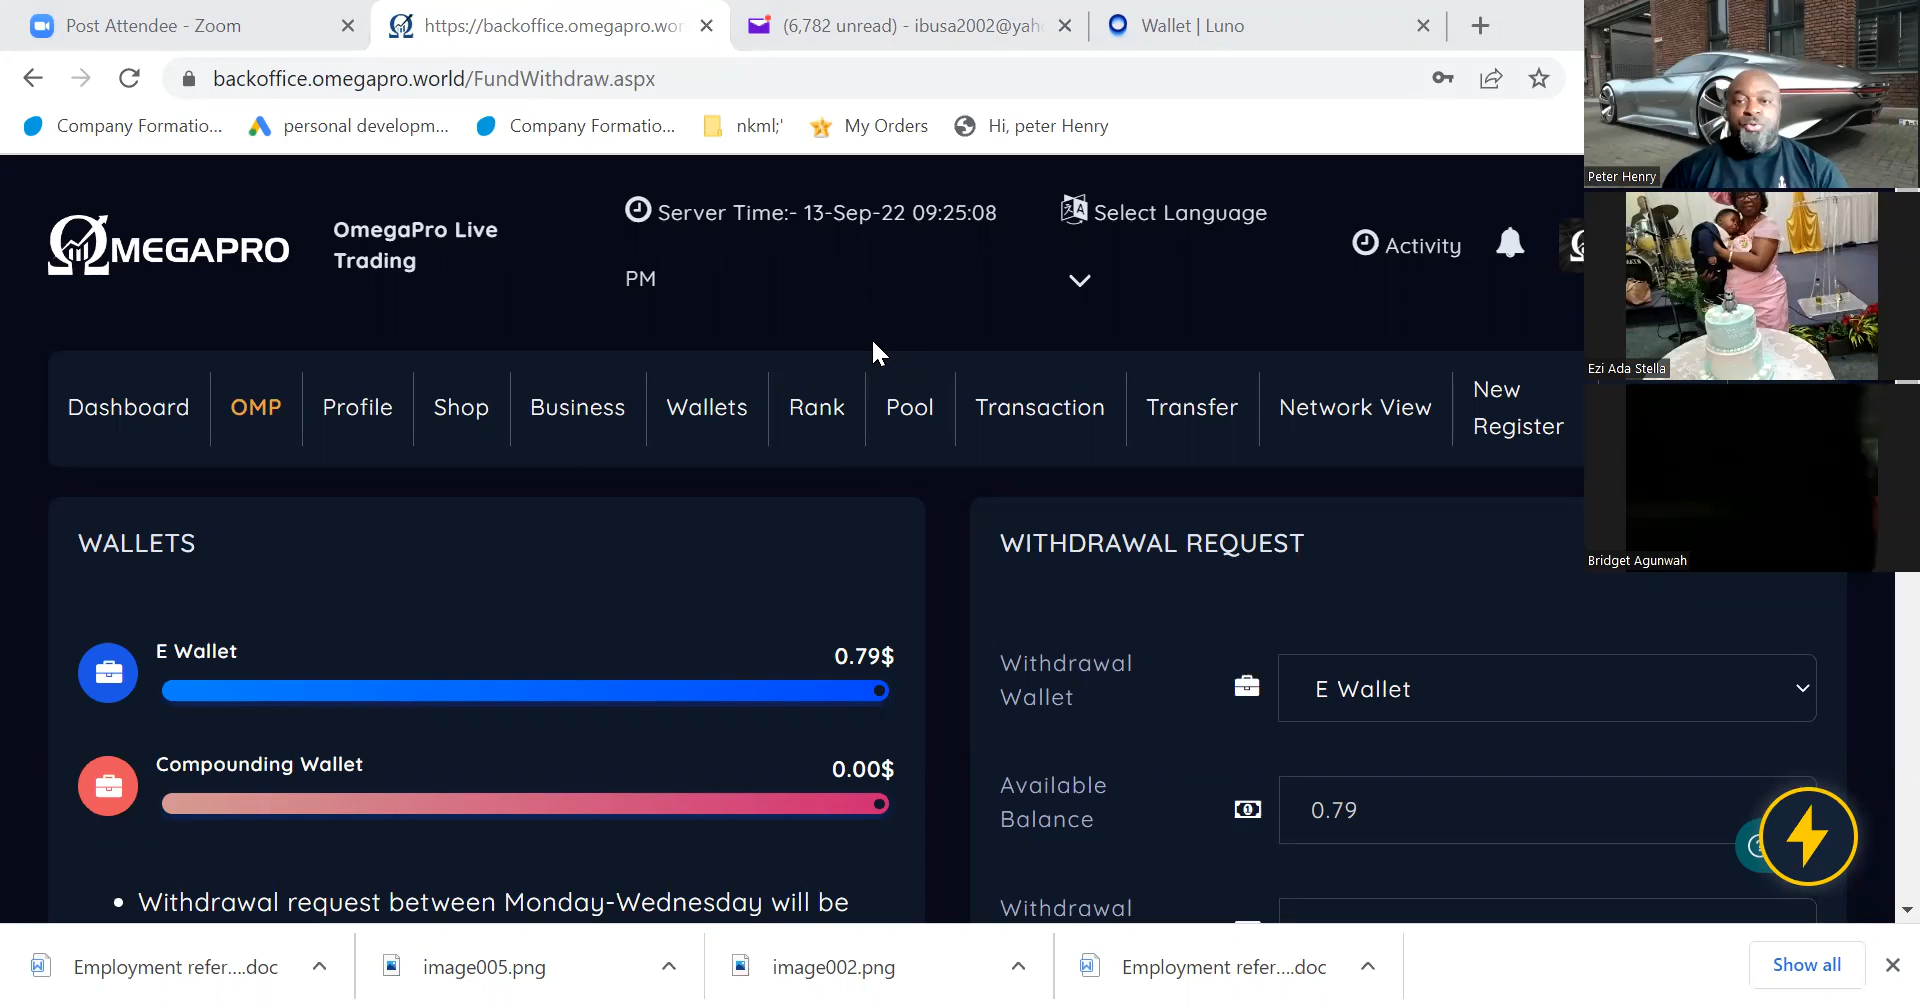 Post Attendee - Zoom
https://backoffice.omegapro.wor
(6,782 unread) - ibusa2002@yah
Wallet | Luno
backoffice.omegapro.world/FundWithdraw.aspx
Company Formatio...
personal developm...
Company Formatio...
nkml;'
My Orders
Hi, peter Henry
Peter Henry
OMEGAPRO
OmegaPro Live
Trading
Server Time:- 13-Sep-22 09:25:08
PM
Select Language
Activity
Ezi Ada Stella
Dashboard
OMP
Profile
Shop
Business
Wallets
Rank
Pool
Transaction
Transfer
Network View
New
Register
Bridget Agunwah
WALLETS
E Wallet
0.79$
Compounding Wallet
0.00$
• Withdrawal request between Monday-Wednesday will be
WITHDRAWAL REQUEST
Withdrawal
Wallet
E Wallet
Available
Balance
0.79
Withdrawal
Employment refer....doc
image005.png
image002.png
Employment refer....doc
Show all